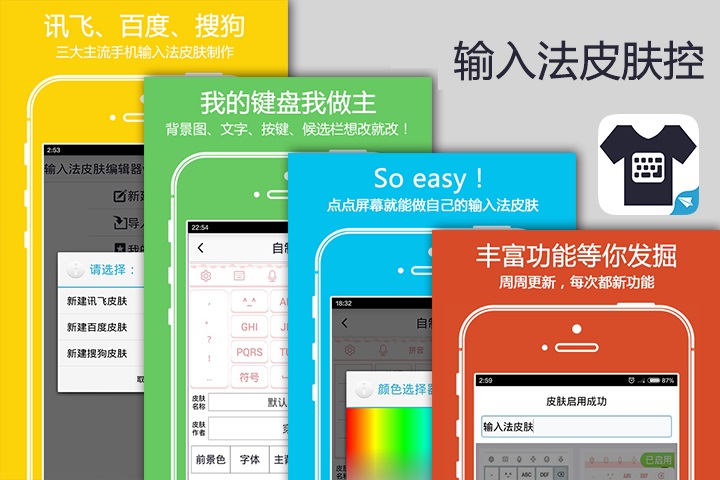 讯飞、百度、搜狗
三大主流手机输入法皮肤制作
2:53
输入法皮肤编辑器
新建
导入
我的
请选择：
新建讯飞皮肤
新建百度皮肤
新建搜狗皮肤
我的键盘我做主
背景图、文字、按键、候选栏想改就改！
22:54
自制
^_^
GHI
PQRS
符号
皮肤名称
默认
皮肤作者
前景色
字体
So easy！
点点屏幕就能做自己的输入法皮肤
18:32
拼音
颜色选择器
丰富功能等你发掘
周周更新，每次都新功能
2:59
87%
皮肤启用成功
输入法皮肤
ABC
DEF
已启用
输入法皮肤控